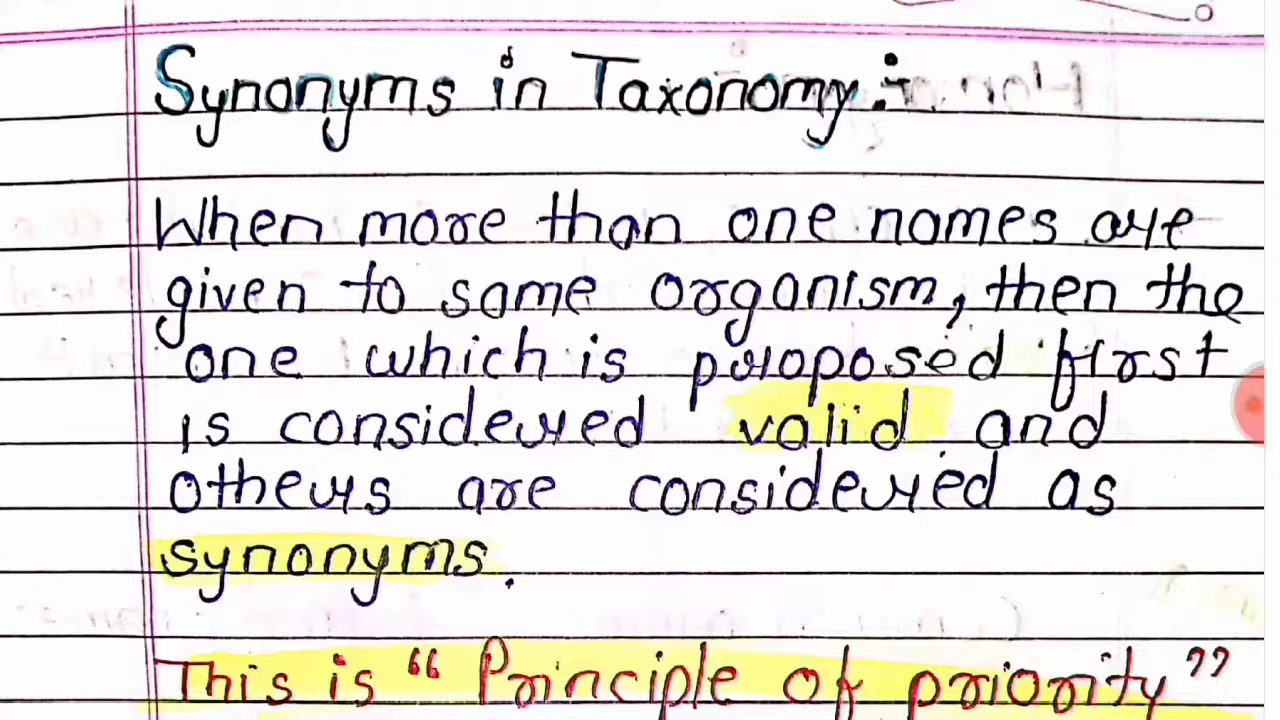 Synonyms in Taxonomy :-
When more than one names are
given to same organism, then the
one which is proposed first
is considered valid and
others are considered as
synonyms.
This is “Principle of priority”